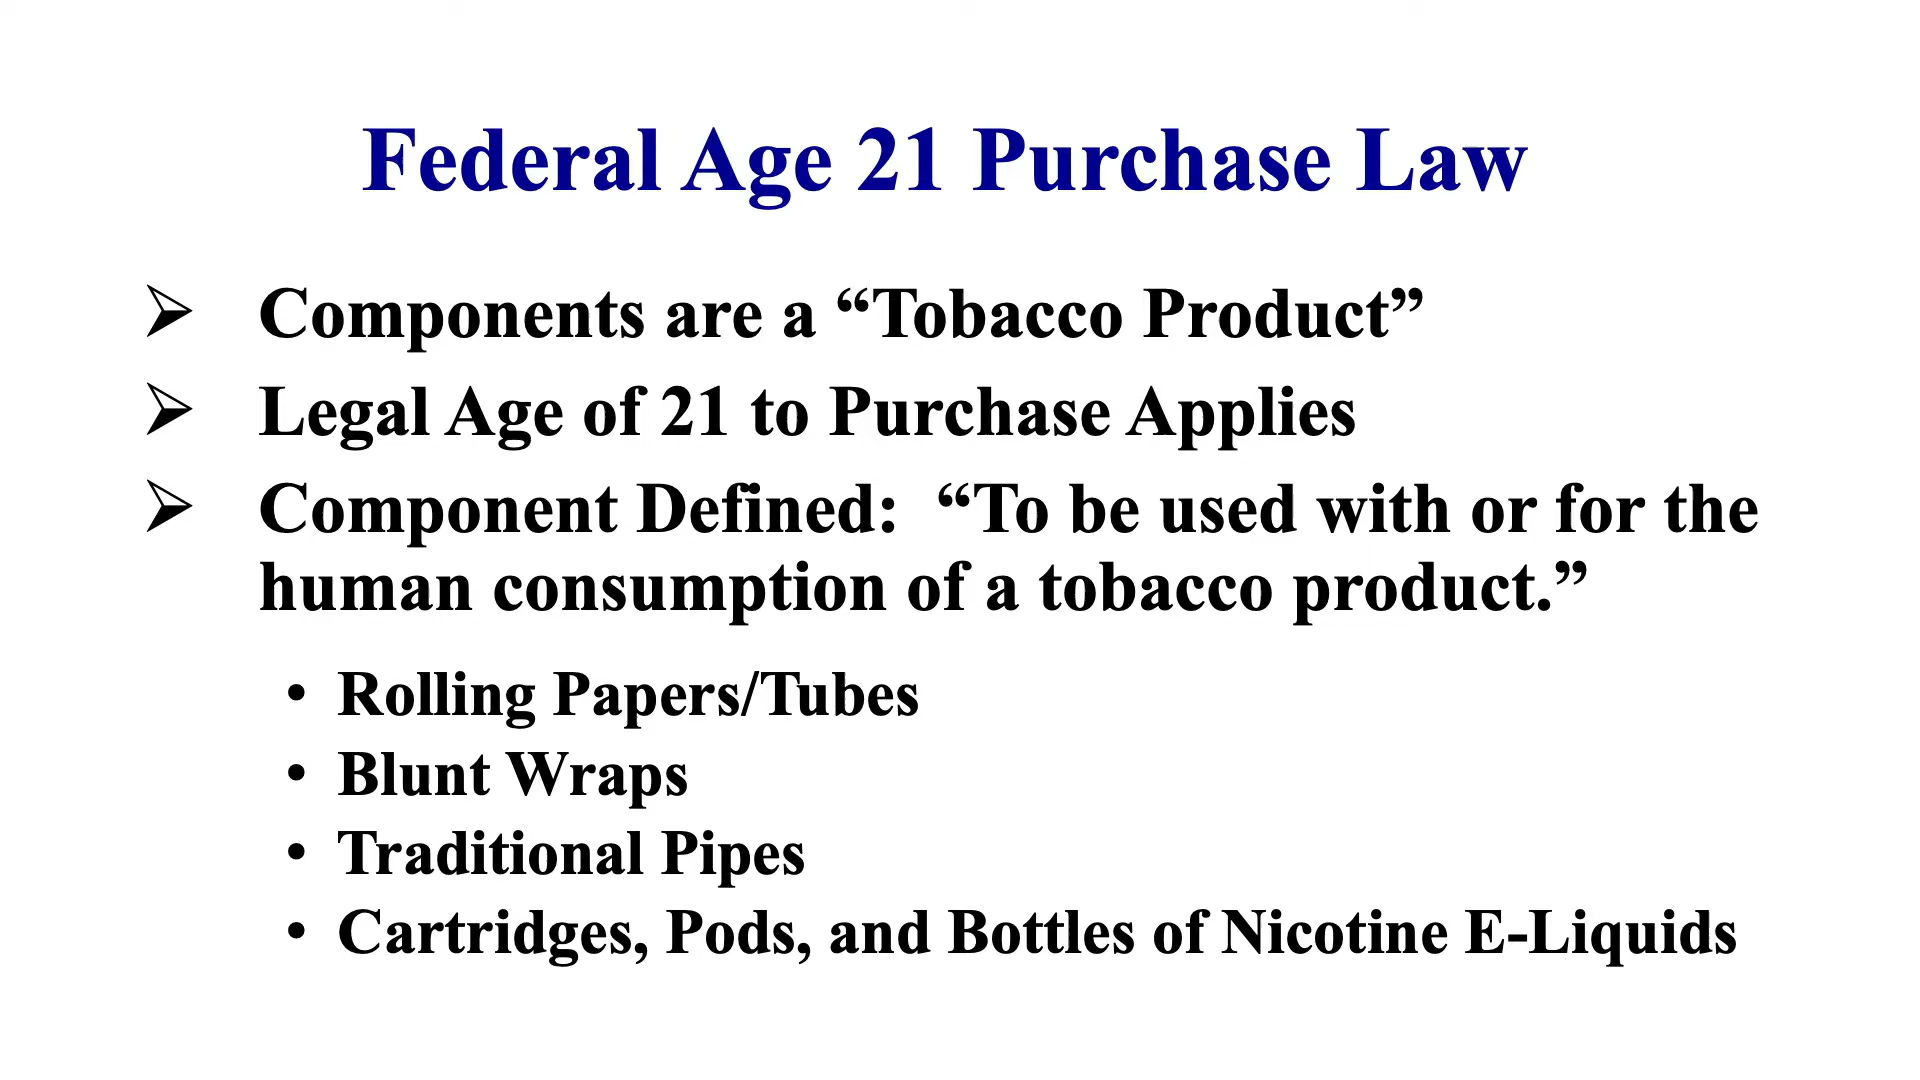 Federal Age 21 Purchase Law
➢ Components are a “Tobacco Product”
➢ Legal Age of 21 to Purchase Applies
➢ Component Defined:  “To be used with or for the
human consumption of a tobacco product.”
• Rolling Papers/Tubes
• Blunt Wraps
• Traditional Pipes
• Cartridges, Pods, and Bottles of Nicotine E-Liquids